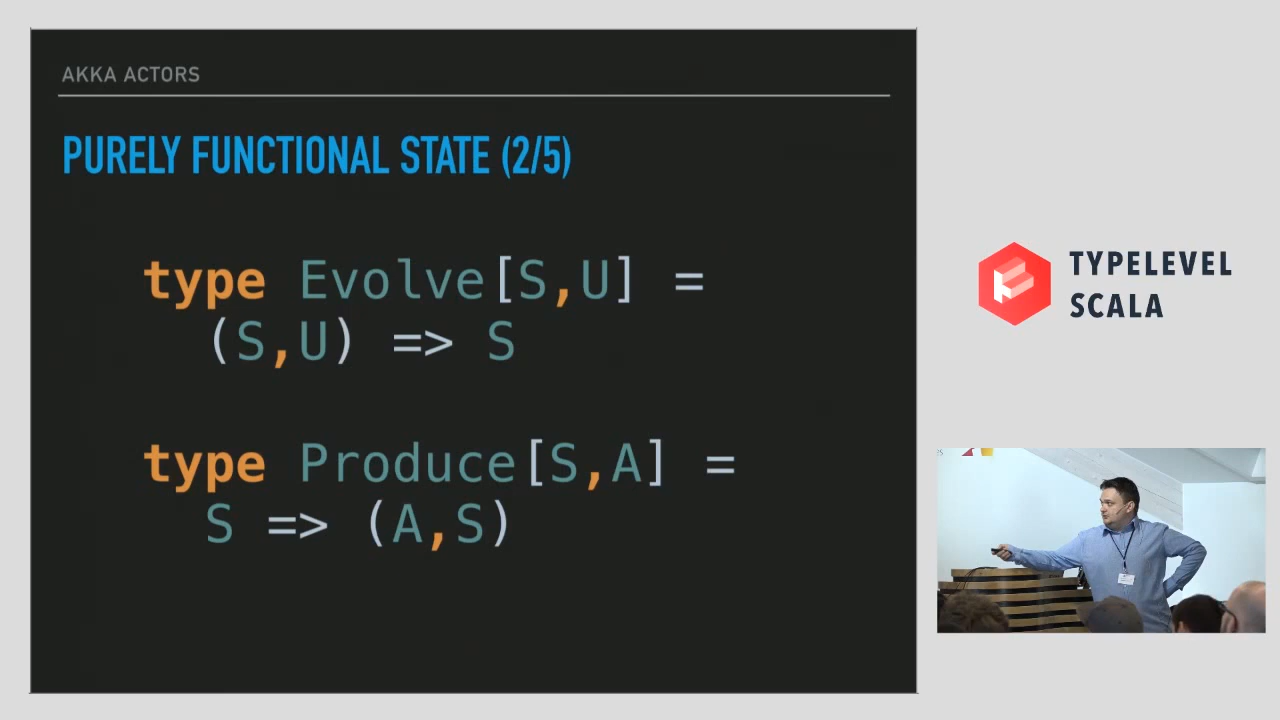 AKKA ACTORS
PURELY FUNCTIONAL STATE (2/5)
type Evolve[S,U] =
(S,U) => S
type Produce[S,A] =
S => (A,S)
TYPELEVEL
SCALA